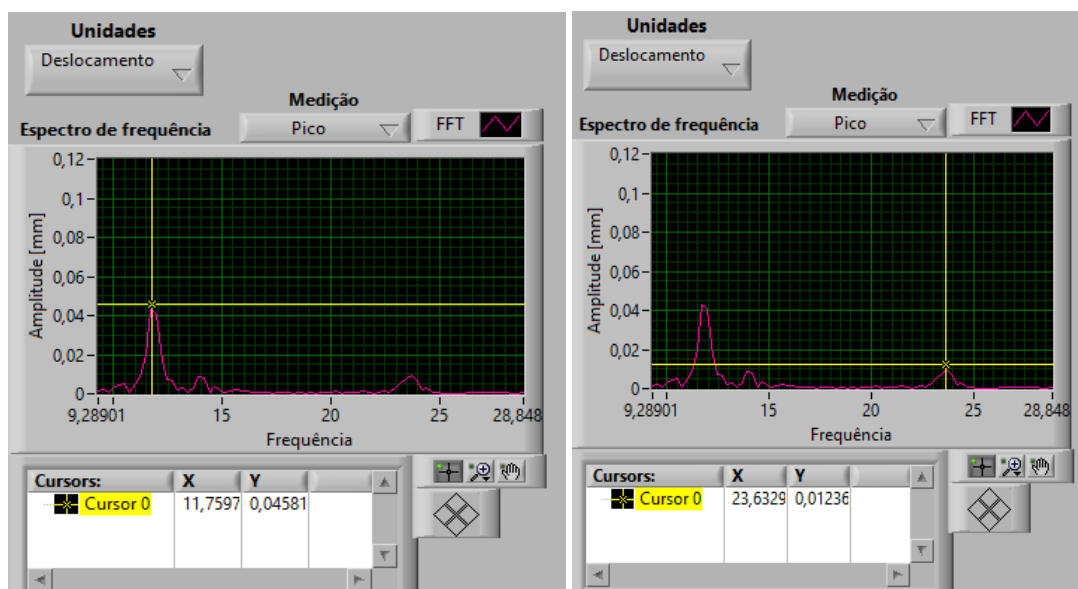 Unidades
Deslocamento
Medição
Espectro de frequência
Pico
FFT
0,12
0,1
0,08
0,06
0,04
0,02
0
Amplitude [mm]
9,28901 15 20 25 28,848
Frequência
Cursors: X Y
Cursor 0 11,7597 0,04581
Unidades
Deslocamento
Medição
Espectro de frequência
Pico
FFT
0,12
0,1
0,08
0,06
0,04
0,02
0
Amplitude [mm]
9,28901 15 20 25 28,848
Frequência
Cursors: X Y
Cursor 0 23,6329 0,01236